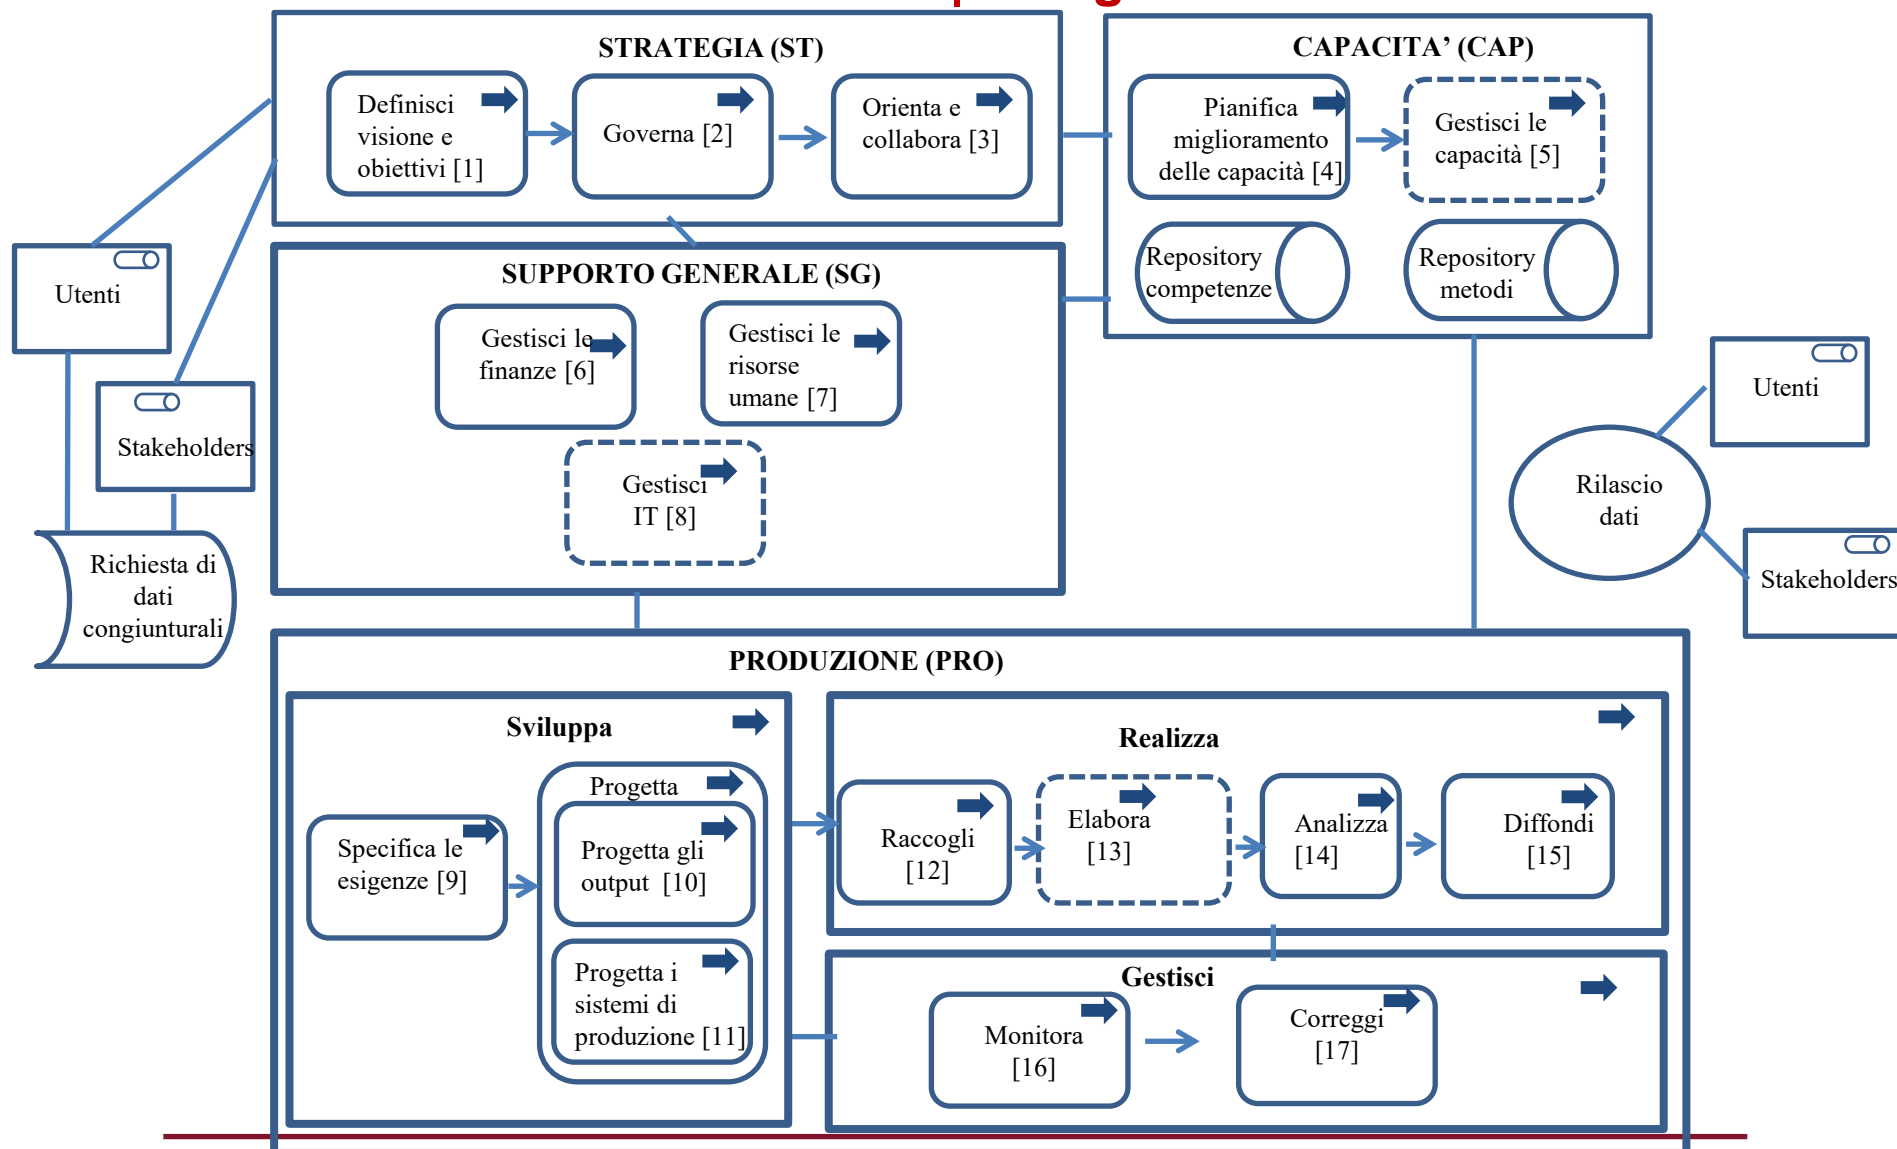 STRATEGIA (ST)
Definisci
visione e
obiettivi [1]
Governa [2]
Orienta e
collabora [3]
CAPACITA’ (CAP)
Pianifica
miglioramento
delle capacità [4]
Gestisci le
capacità [5]
Repository
competenze
Repository
metodi
Utenti
Stakeholders
Richiesta di
dati
congiunturali
SUPPORTO GENERALE (SG)
Gestisci le
finanze [6]
Gestisci le
risorse
umane [7]
Gestisci
IT [8]
Utenti
Rilascio
dati
Stakeholders
PRODUZIONE (PRO)
Sviluppa
Specifica le
esigenze [9]
Progetta
Progetta gli
output [10]
Progetta i
sistemi di
produzione [11]
Realizza
Raccogli
[12]
Elabora
[13]
Analizza
[14]
Diffondi
[15]
Gestisci
Monitora
[16]
Correggi
[17]